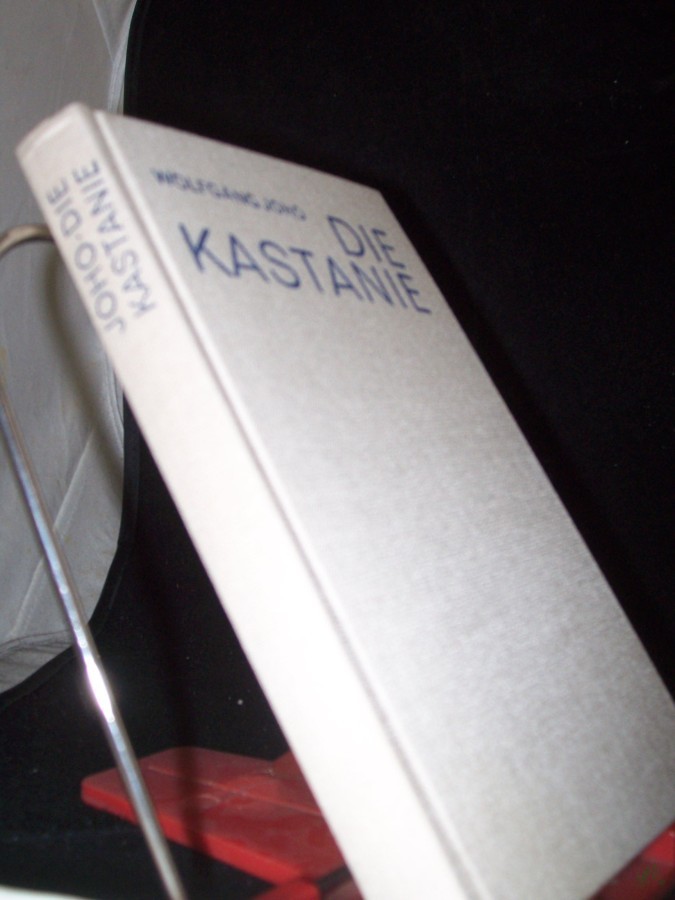 JOHO · DIE
KASTANIE
WOLFGANG JOHO
DIE
KASTANIE